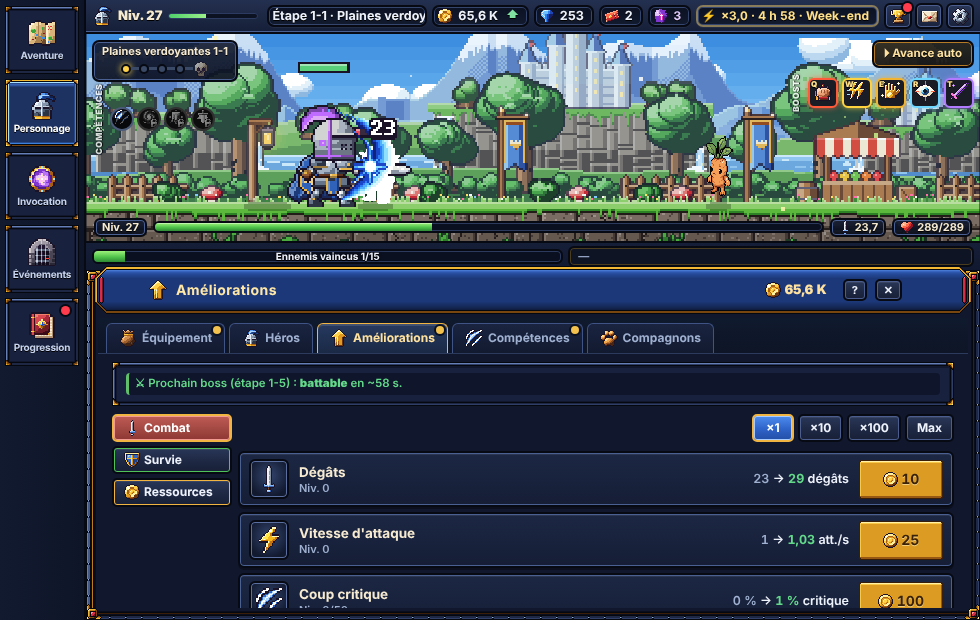 Niv. 27
Étape 1-1 · Plaines verdoy
65,6 K
253
2
3
×3,0 · 4 h 58 · Week-end
Aventure
Personnage
Invocation
Événements
Progression
Plaines verdoyantes 1-1
Avance auto
COMPÉTENCES
BOOSTS
23
Niv. 27
23,7
289/289
Ennemis vaincus 1/15
—
Améliorations
65,6 K
?
×
Équipement
Héros
Améliorations
Compétences
Compagnons
Prochain boss (étape 1-5) : battable en ~58 s.
Combat
Survie
Ressources
×1
×10
×100
Max
Dégâts
Niv. 0
23 → 29 dégâts
10
Vitesse d'attaque
Niv. 0
1 → 1,03 att./s
25
Coup critique
0 % → 1 % critique
100